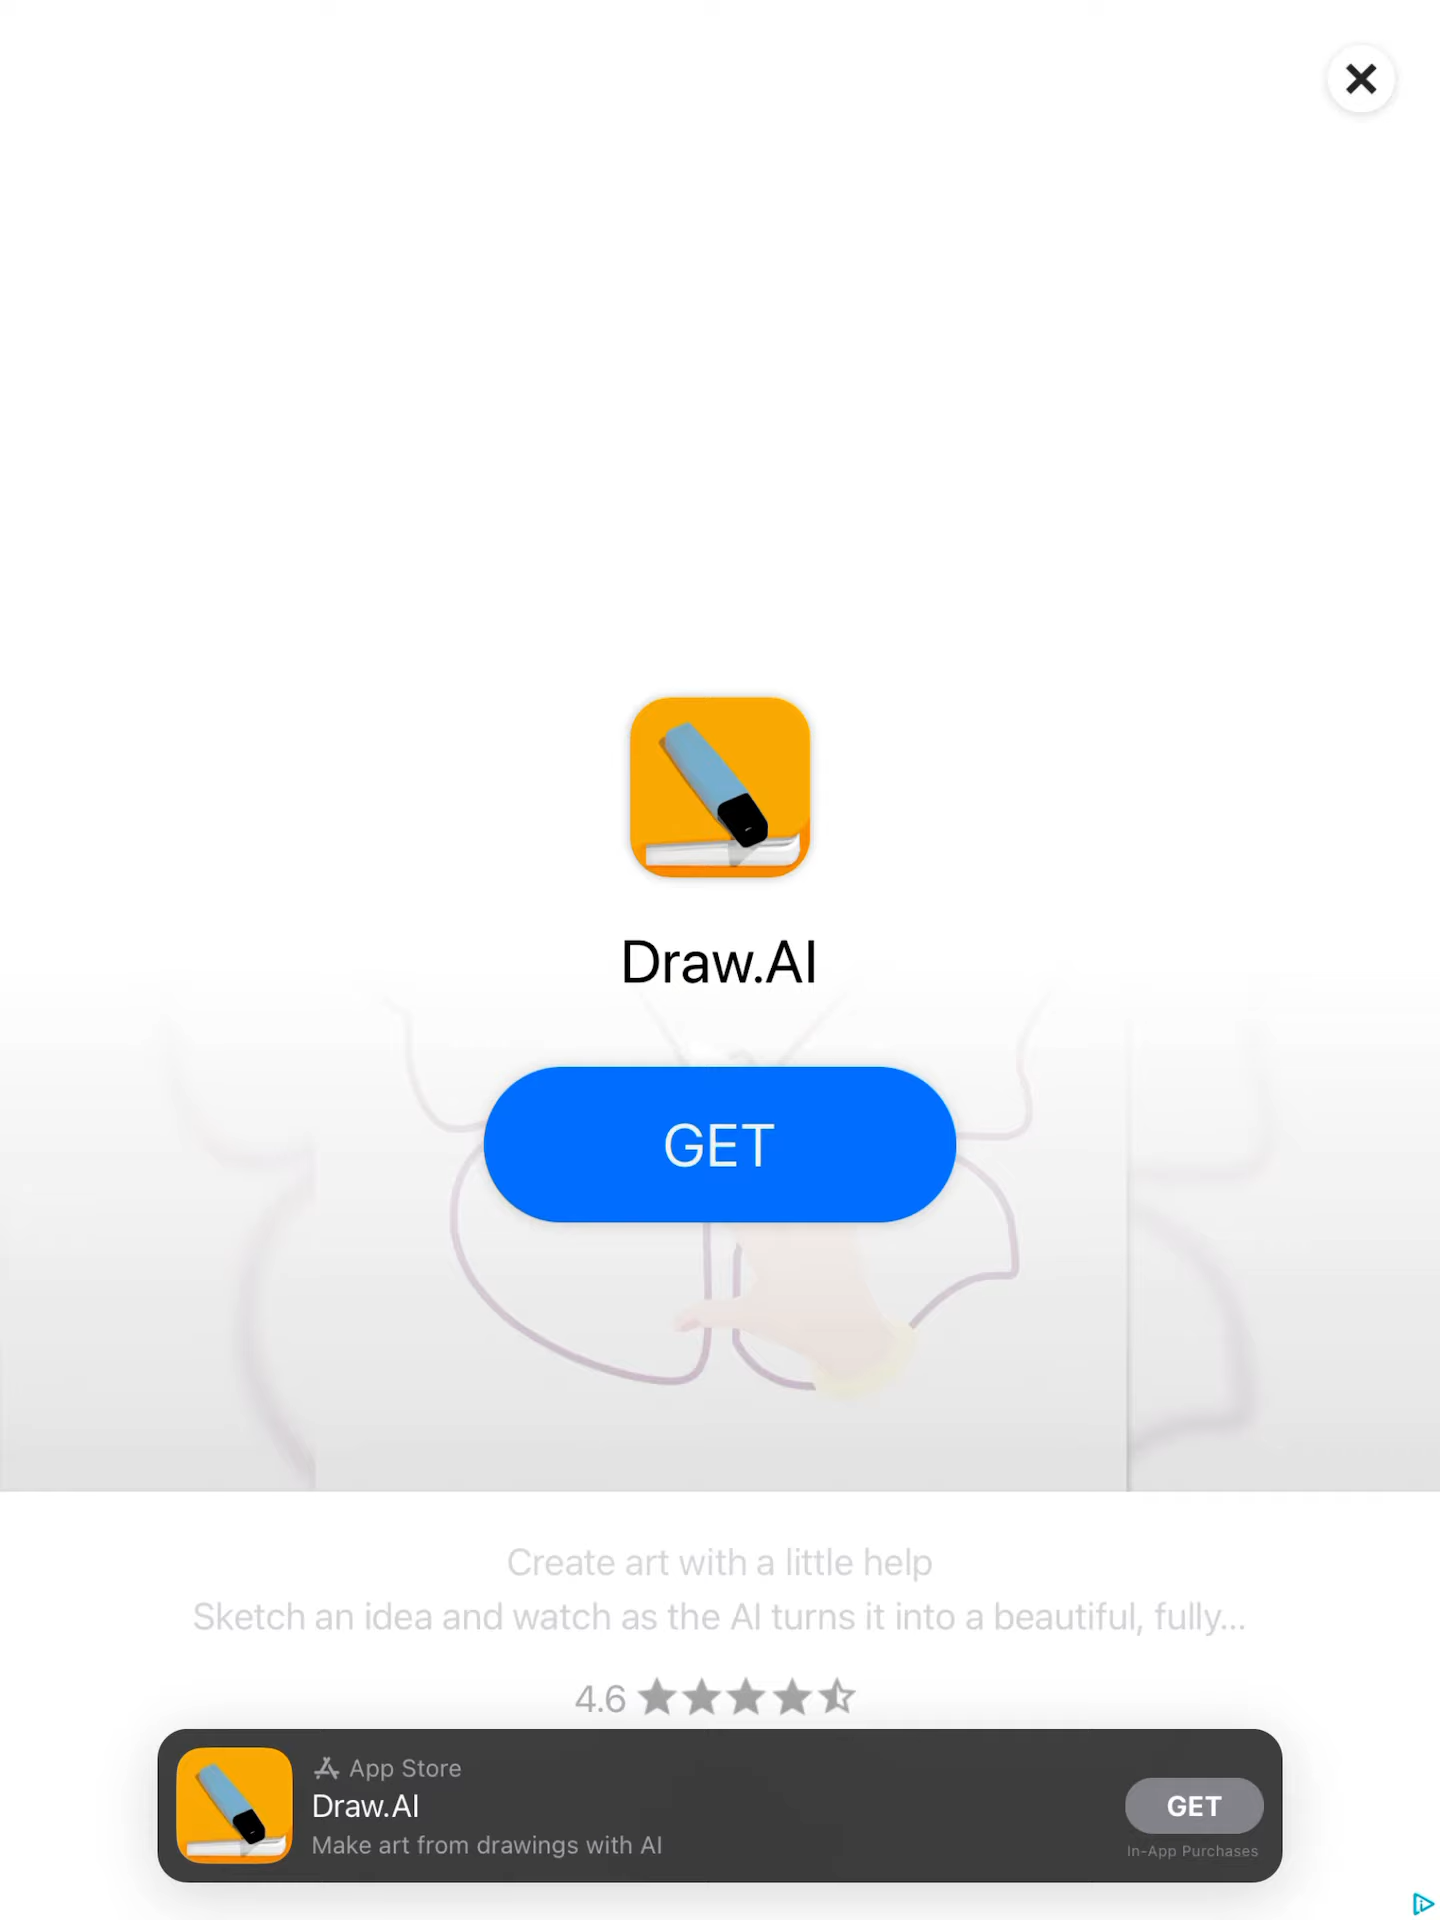 Draw.AI
GET
Create art with a little help
Sketch an idea and watch as the AI turns it into a beautiful, fully...
4.6
App Store
Draw.AI
Make art from drawings with AI
GET
In-App Purchases